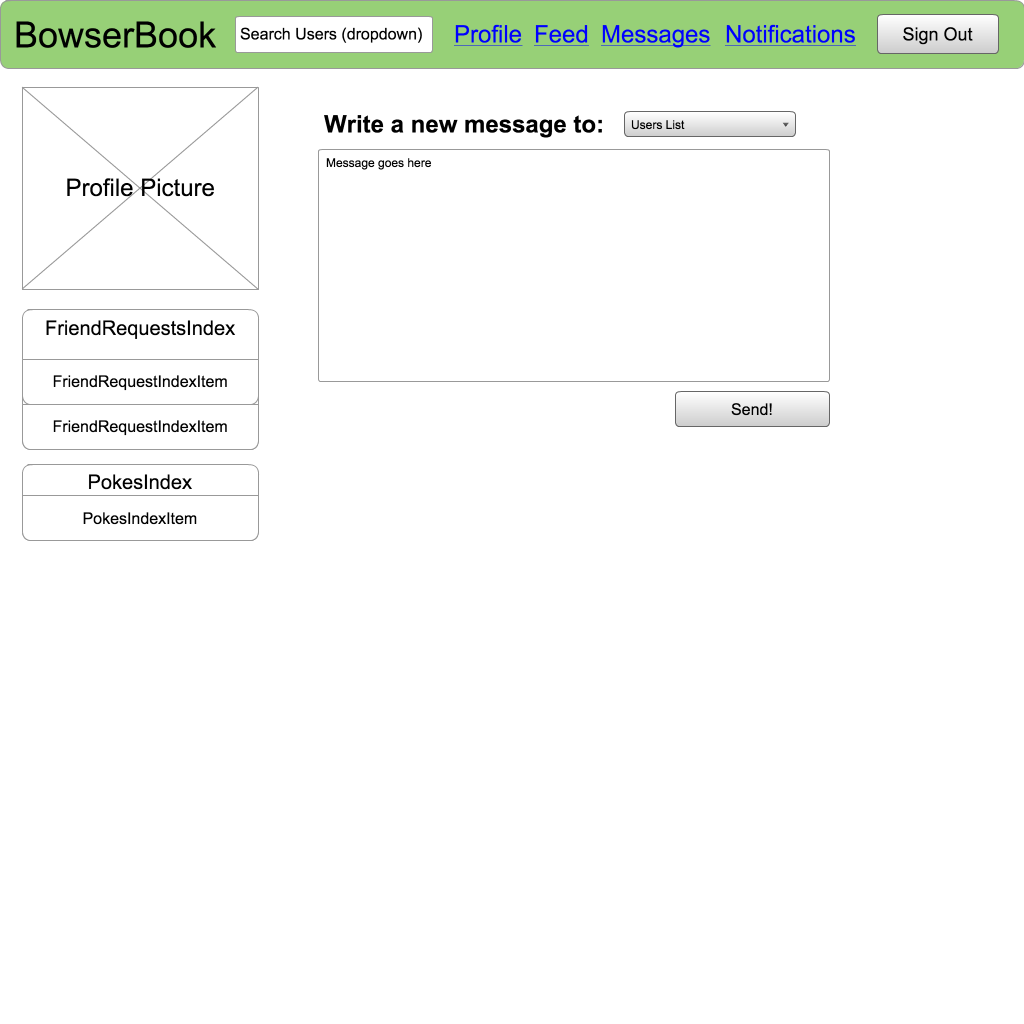 BowserBook
Search Users (dropdown)
Profile Feed Messages Notifications
Sign Out
Profile Picture
FriendRequestsIndex
FriendRequestIndexItem
FriendRequestIndexItem
PokesIndex
PokesIndexItem
Write a new message to:
Users List
Message goes here
Send!